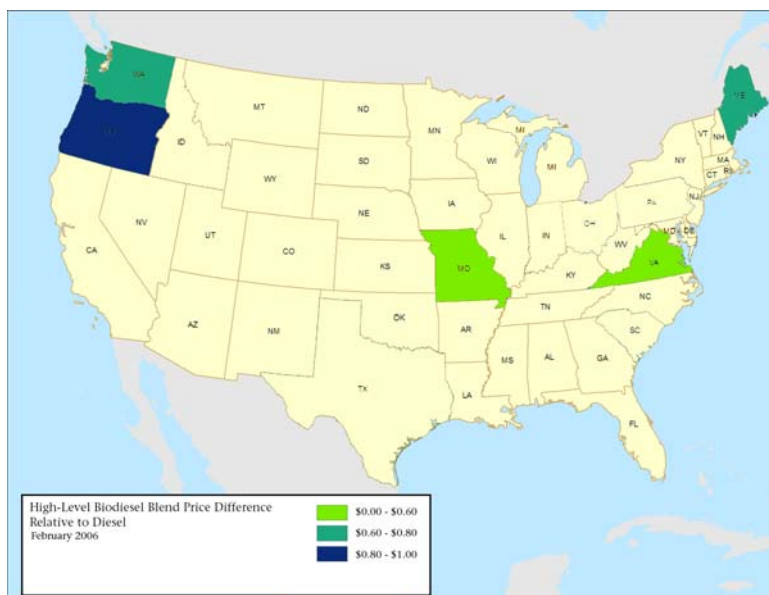 WA
ME
MT
ND
MN
MI
VT
NH
ID
SD
WI
MI
NY
MA
CT
RI
WY
IA
PA
NJ
NE
OH
NV
IL
IN
MD
DE
UT
CO
WV
VA
CA
KS
MO
KY
NC
TN
AZ
NM
OK
AR
SC
MS
AL
GA
TX
LA
FL
High-Level Biodiesel Blend Price Difference
Relative to Diesel
February 2006
$0.00 - $0.60
$0.60 - $0.80
$0.80 - $1.00